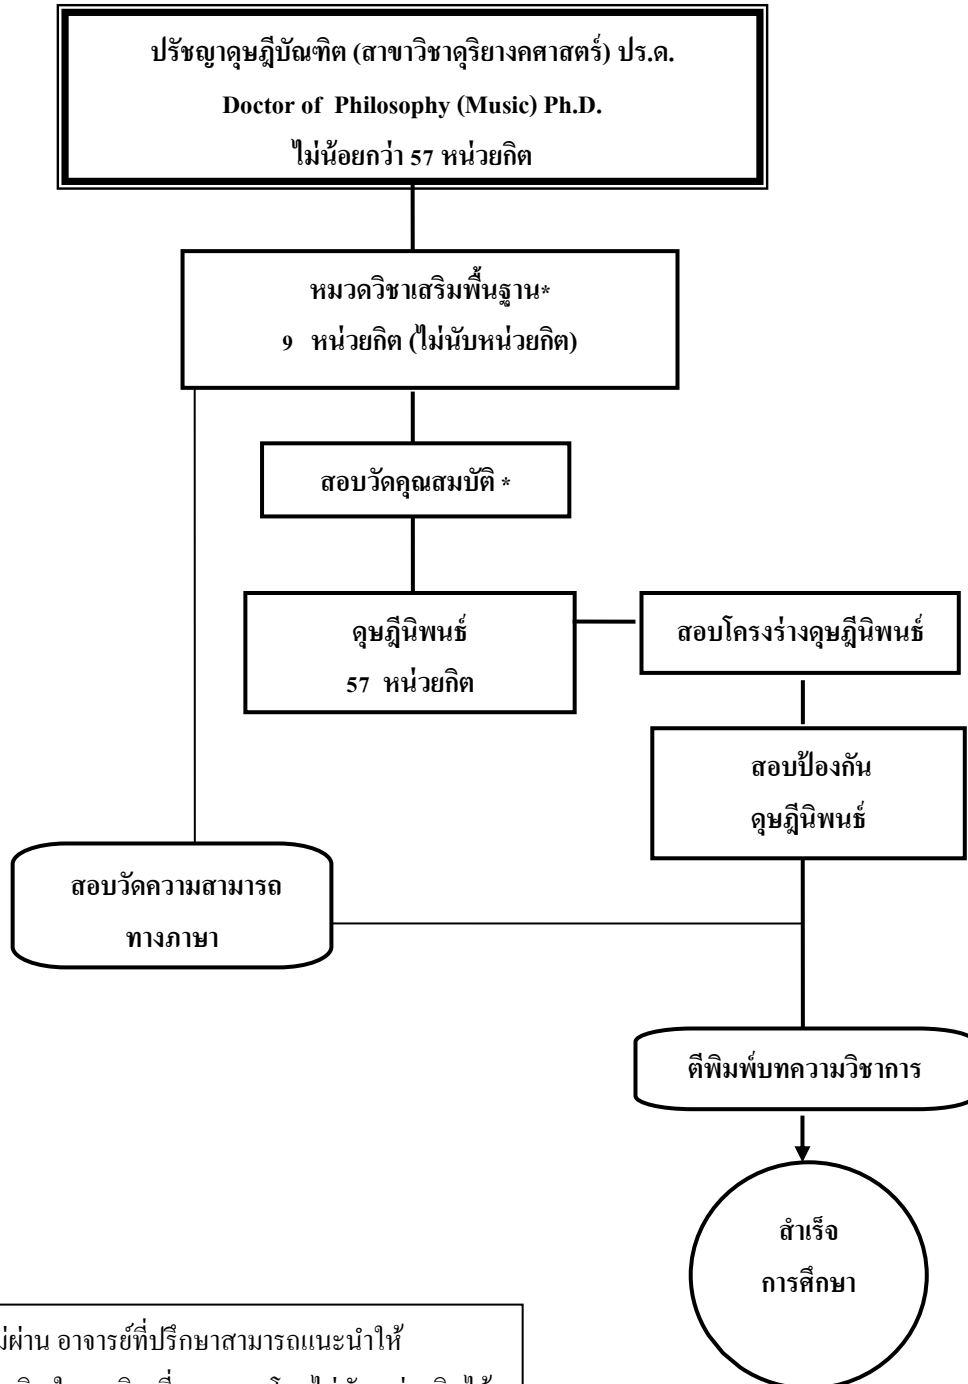 ปรัชญาดุษฎีบัณฑิต (สาขาวิชาดุริยางคศาสตร์) ปร.ด.
Doctor of Philosophy (Music) Ph.D.
ไม่น้อยกว่า 57 หน่วยกิต
หมวดวิชาเสริมพื้นฐาน*
9 หน่วยกิต (ไม่นับหน่วยกิต)
สอบวัดคุณสมบัติ *
ดุษฎีนิพนธ์
57 หน่วยกิต
สอบโครงร่างดุษฎีนิพนธ์
สอบป้องกัน
ดุษฎีนิพนธ์
สอบวัดความสามารถ
ทางภาษา
ตีพิมพ์บทความวิชาการ
สำเร็จ
การศึกษา
ผ่าน อาจารย์ที่ปรึกษาสามารถแนะนำให้